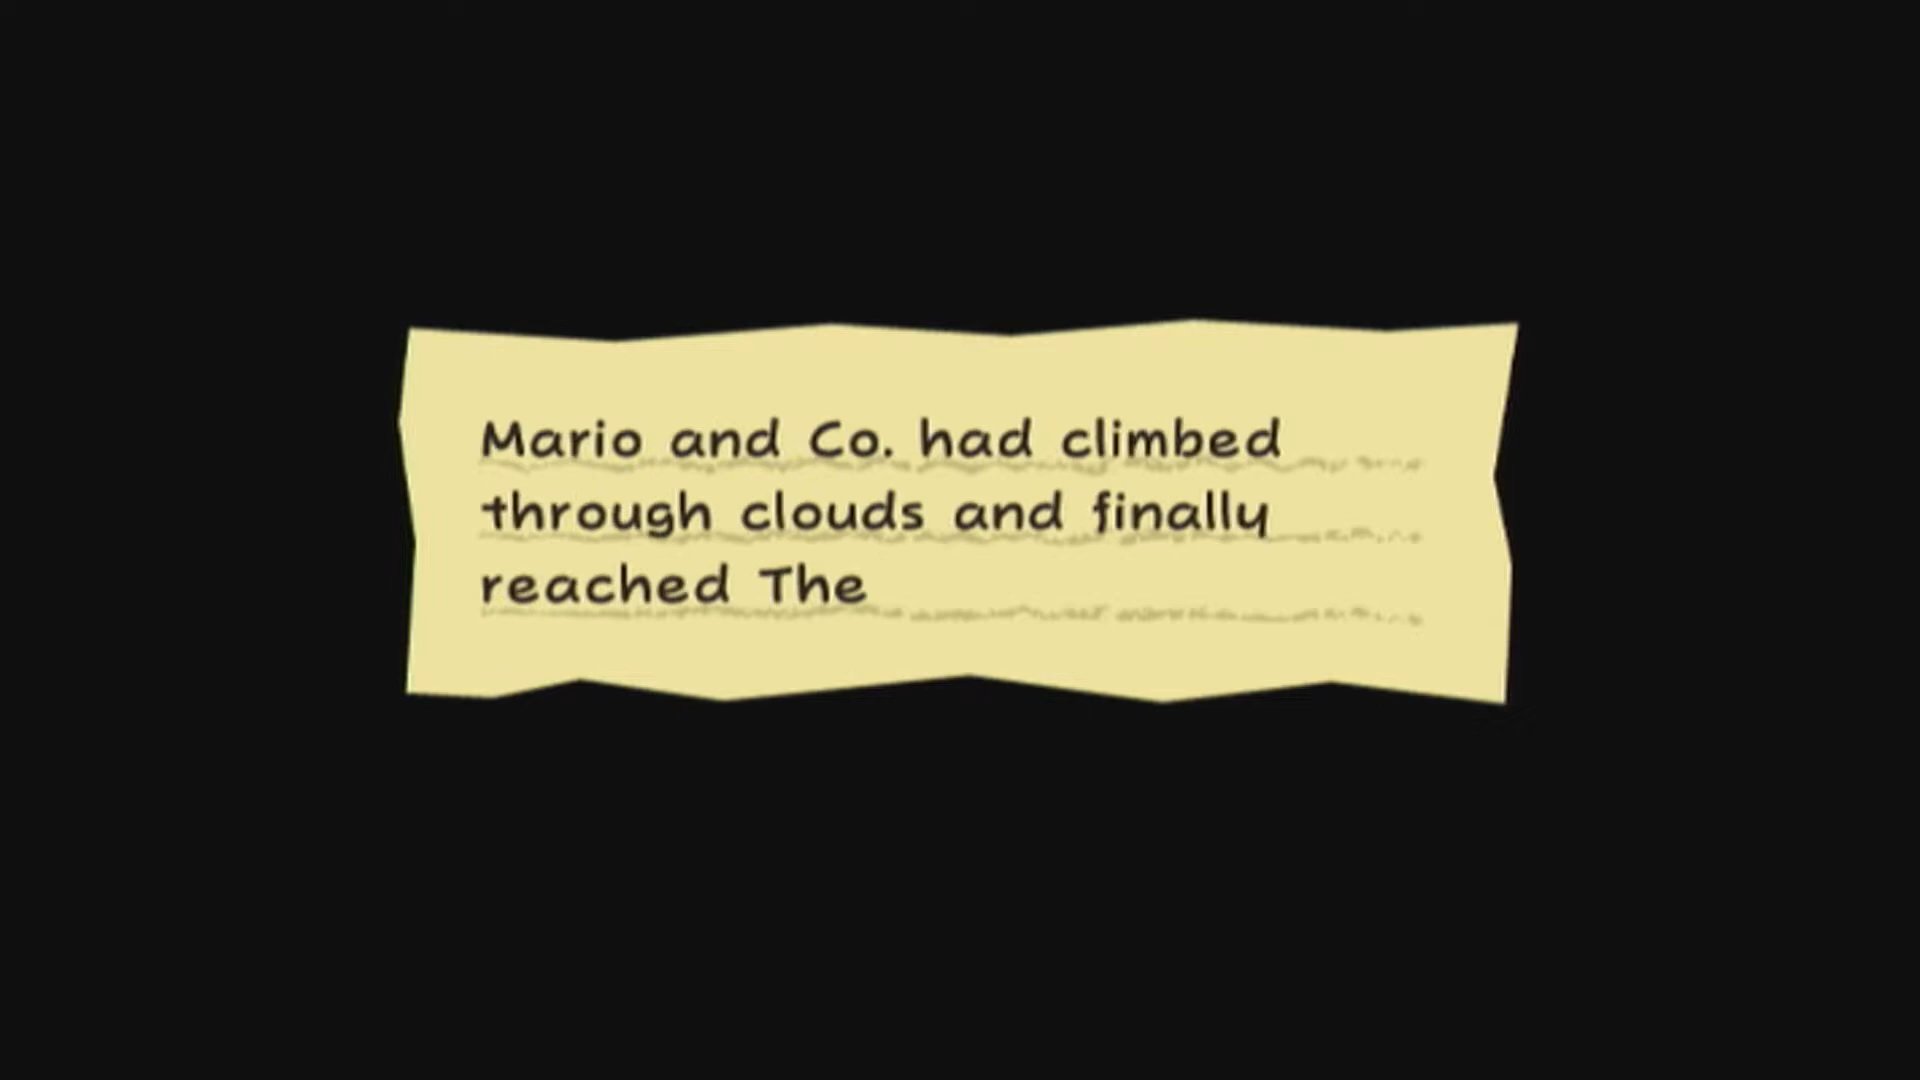 Mario and Co. had climbed
through clouds and finally
reached The